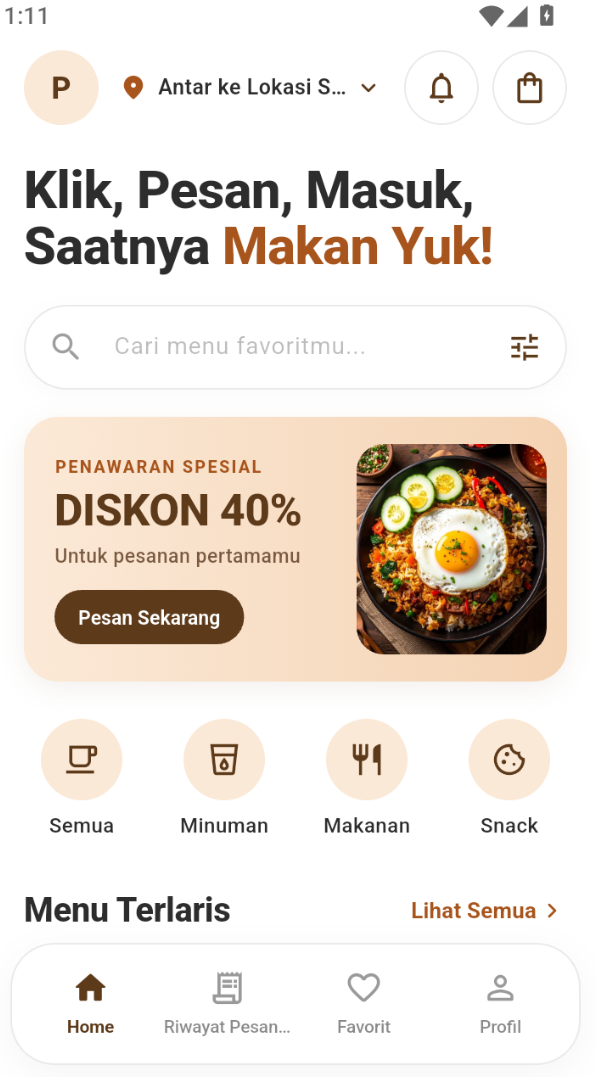 1:11
P
Antar ke Lokasi S...
Klik, Pesan, Masuk,
Saatnya Makan Yuk!
Cari menu favoritmu...
PENAWARAN SPESIAL
DISKON 40%
Untuk pesanan pertamamu
Pesan Sekarang
Semua
Minuman
Makanan
Snack
Menu Terlaris
Lihat Semua
Home
Riwayat Pesan...
Favorit
Profil